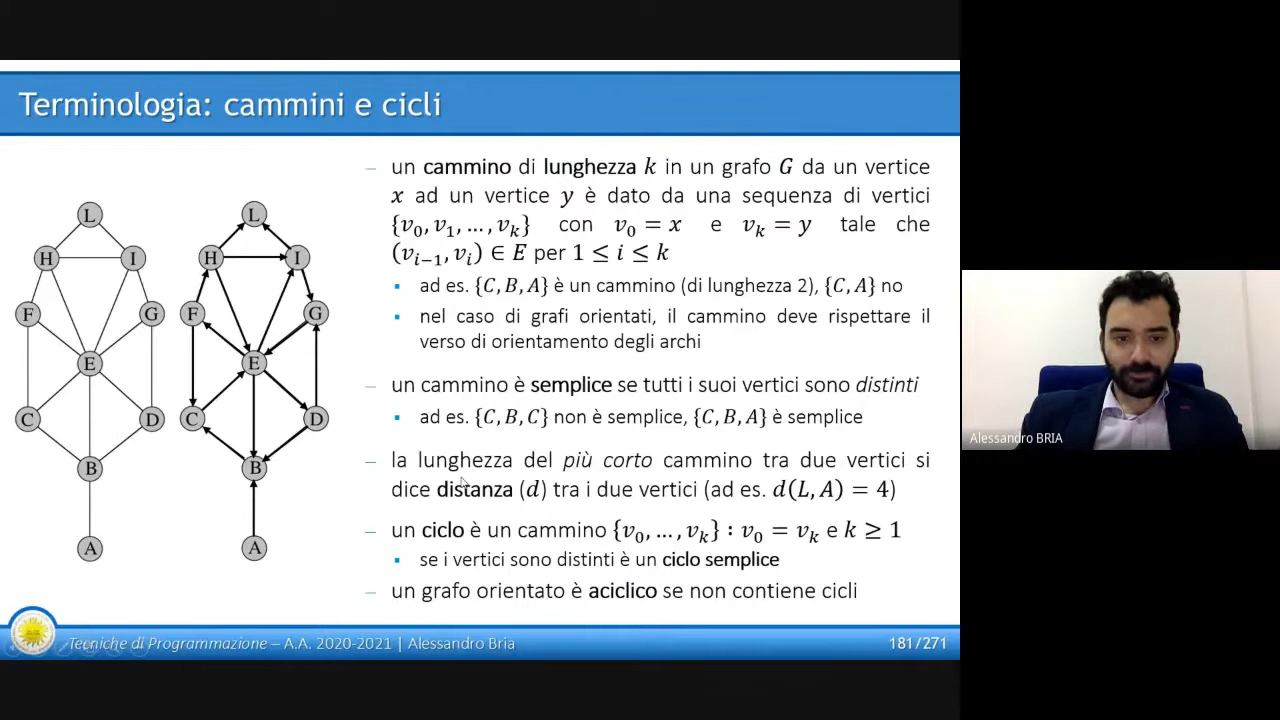 Terminologia: cammini e cicli
– un cammino di lunghezza k in un grafo G da un vertice
x ad un vertice y è dato da una sequenza di vertici
{v₀, v₁, …, vₖ} con v₀ = x e vₖ = y tale che
(vᵢ₋₁, vᵢ) ∈ E per 1 ≤ i ≤ k
▪ ad es. {C, B, A} è un cammino (di lunghezza 2), {C, A} no
▪ nel caso di grafi orientati, il cammino deve rispettare il
verso di orientamento degli archi
– un cammino è semplice se tutti i suoi vertici sono distinti
▪ ad es. {C, B, C} non è semplice, {C, B, A} è semplice
– la lunghezza del più corto cammino tra due vertici si
dice distanza (d) tra i due vertici (ad es. d(L, A) = 4)
– un ciclo è un cammino {v₀, …, vₖ} : v₀ = vₖ e k ≥ 1
▪ se i vertici sono distinti è un ciclo semplice
– un grafo orientato è aciclico se non contiene cicli
L
H I
F G
E
C D
B
A
L
H I
F G
E
C D
B
A
Tecniche di Programmazione – A.A. 2020-2021 | Alessandro Bria
181/271
Alessandro BRIA